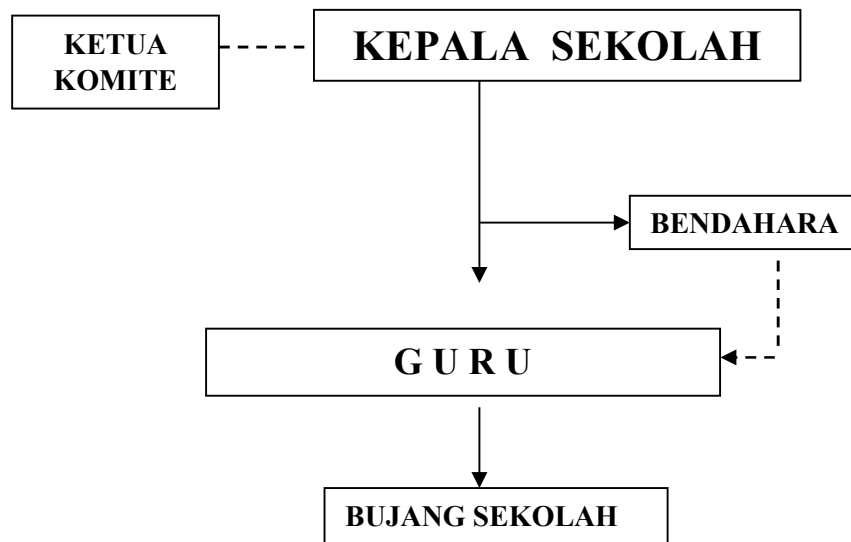 KETUA
KOMITE
KEPALA SEKOLAH
BENDAHARA
G U R U
BUJANG SEKOLAH